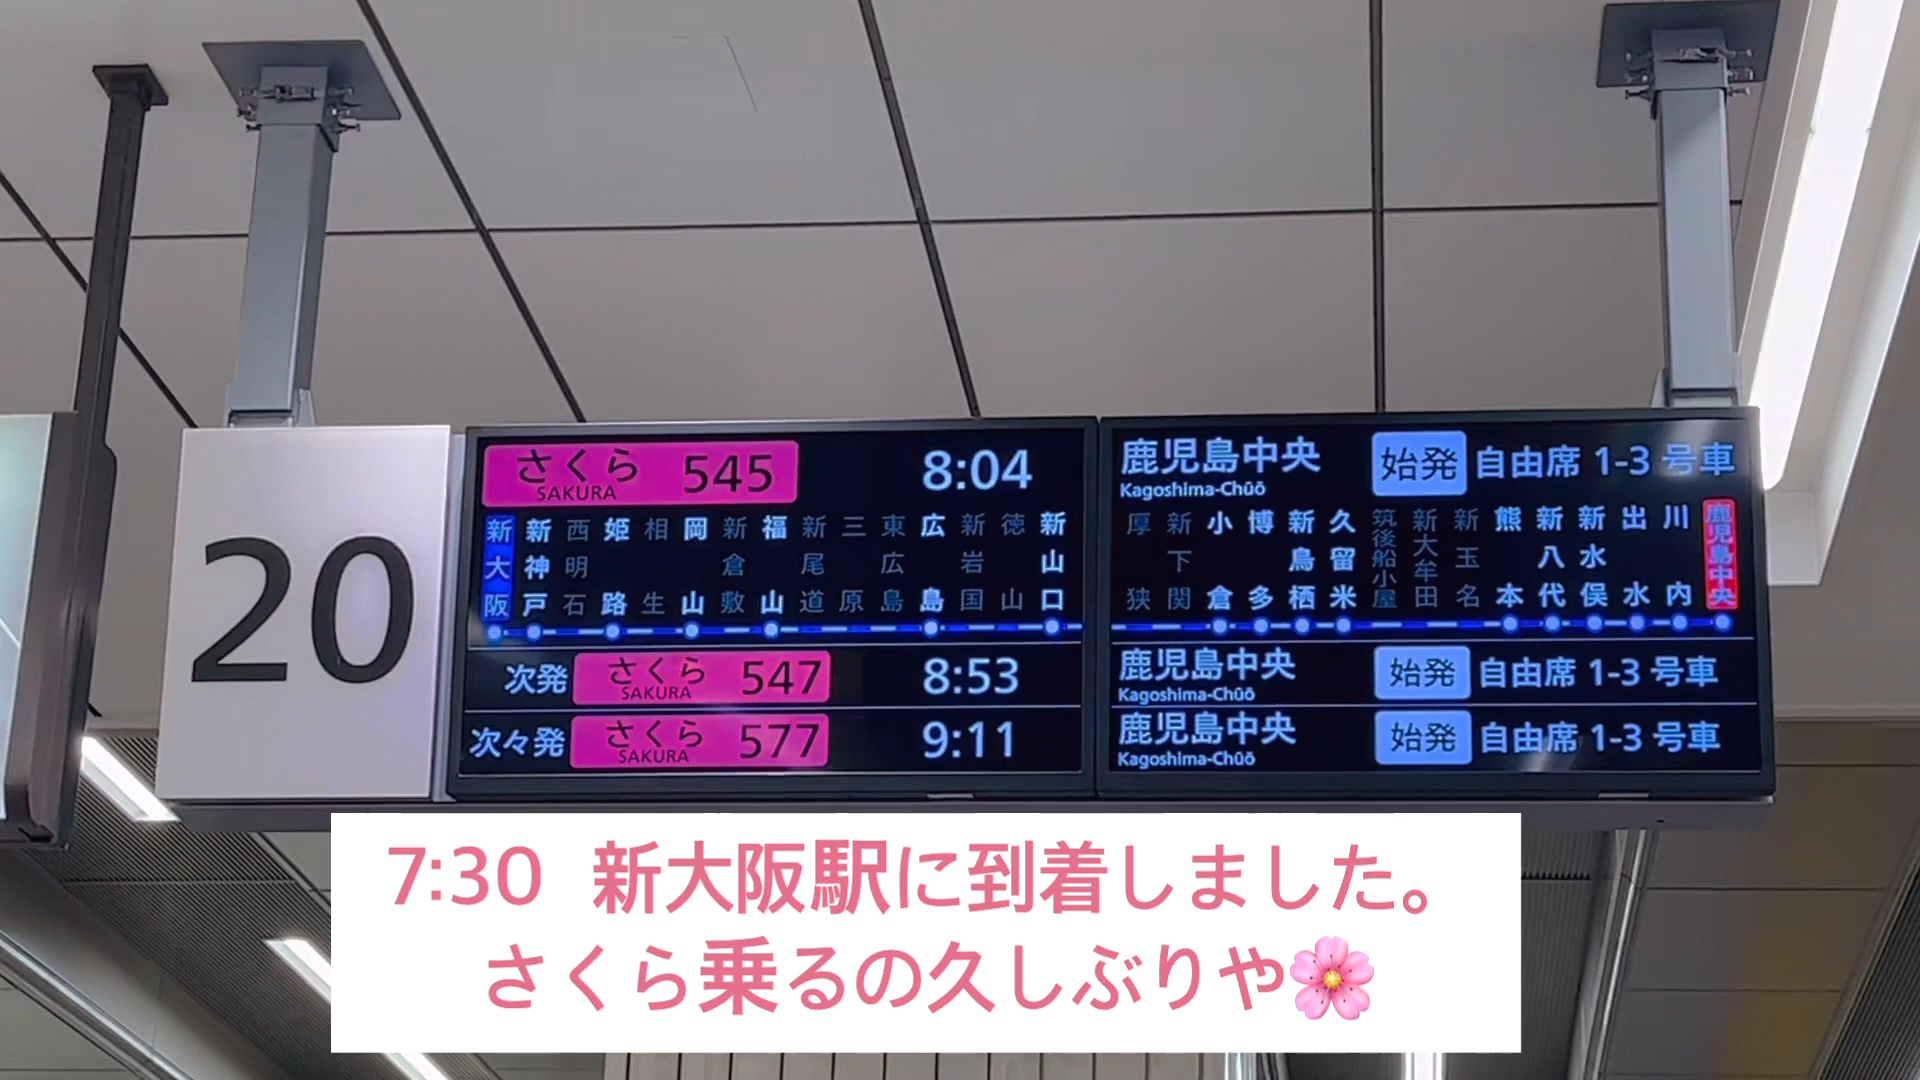 20
さくら 545 8:04 鹿児島中央 始発 自由席 1-3 号車
SAKURA Kagoshima-Chūō
新大阪 新神戸 西明石 姫路 相生 岡山 新倉敷 福山 新尾道 三原 東広島 広島 新岩国 徳山 新山口 厚狭 新下関 小倉 博多 新鳥栖 久留米 筑後船小屋 新大牟田 新玉名 熊本 新八代 新水俣 出水 川内 鹿児島中央
次発 さくら 547 8:53 鹿児島中央 始発 自由席 1-3 号車
SAKURA Kagoshima-Chūō
次々発 さくら 577 9:11 鹿児島中央 始発 自由席 1-3 号車
SAKURA Kagoshima-Chūō
7:30 新大阪駅に到着しました。
さくら乗るの久しぶりや🌸